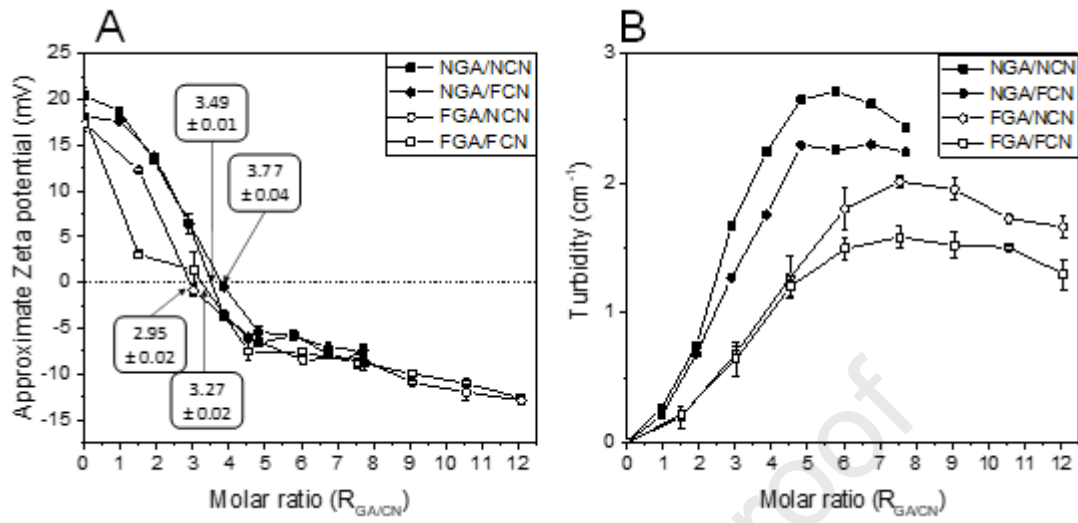 A
Approximate Zeta potential (mV)
25
20
15
10
5
0
-5
-10
-15
NGA/NCN
NGA/FCN
FGA/NCN
FGA/FCN
3.49
±0.01
3.77
±0.04
2.95
±0.02
3.27
±0.02
0 1 2 3 4 5 6 7 8 9 10 11 12
Molar ratio (R_GA/CN)
B
Turbidity (cm⁻¹)
3
2
1
0
NGA/NCN
NGA/FCN
FGA/NCN
FGA/FCN
0 1 2 3 4 5 6 7 8 9 10 11 12
Molar ratio (R_GA/CN)
roof